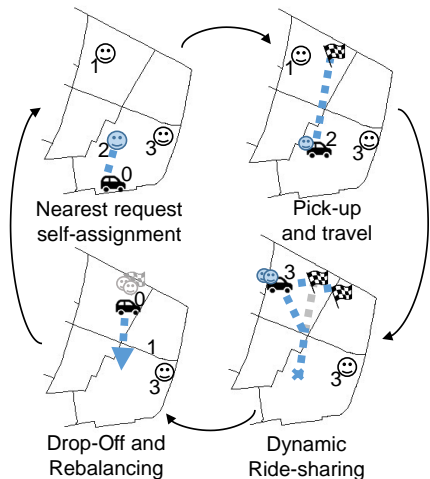 1
2
3
0
Nearest request
self-assignment
1
2
3
Pick-up
and travel
3
3
Dynamic
Ride-sharing
0
1
3
Drop-Off and
Rebalancing